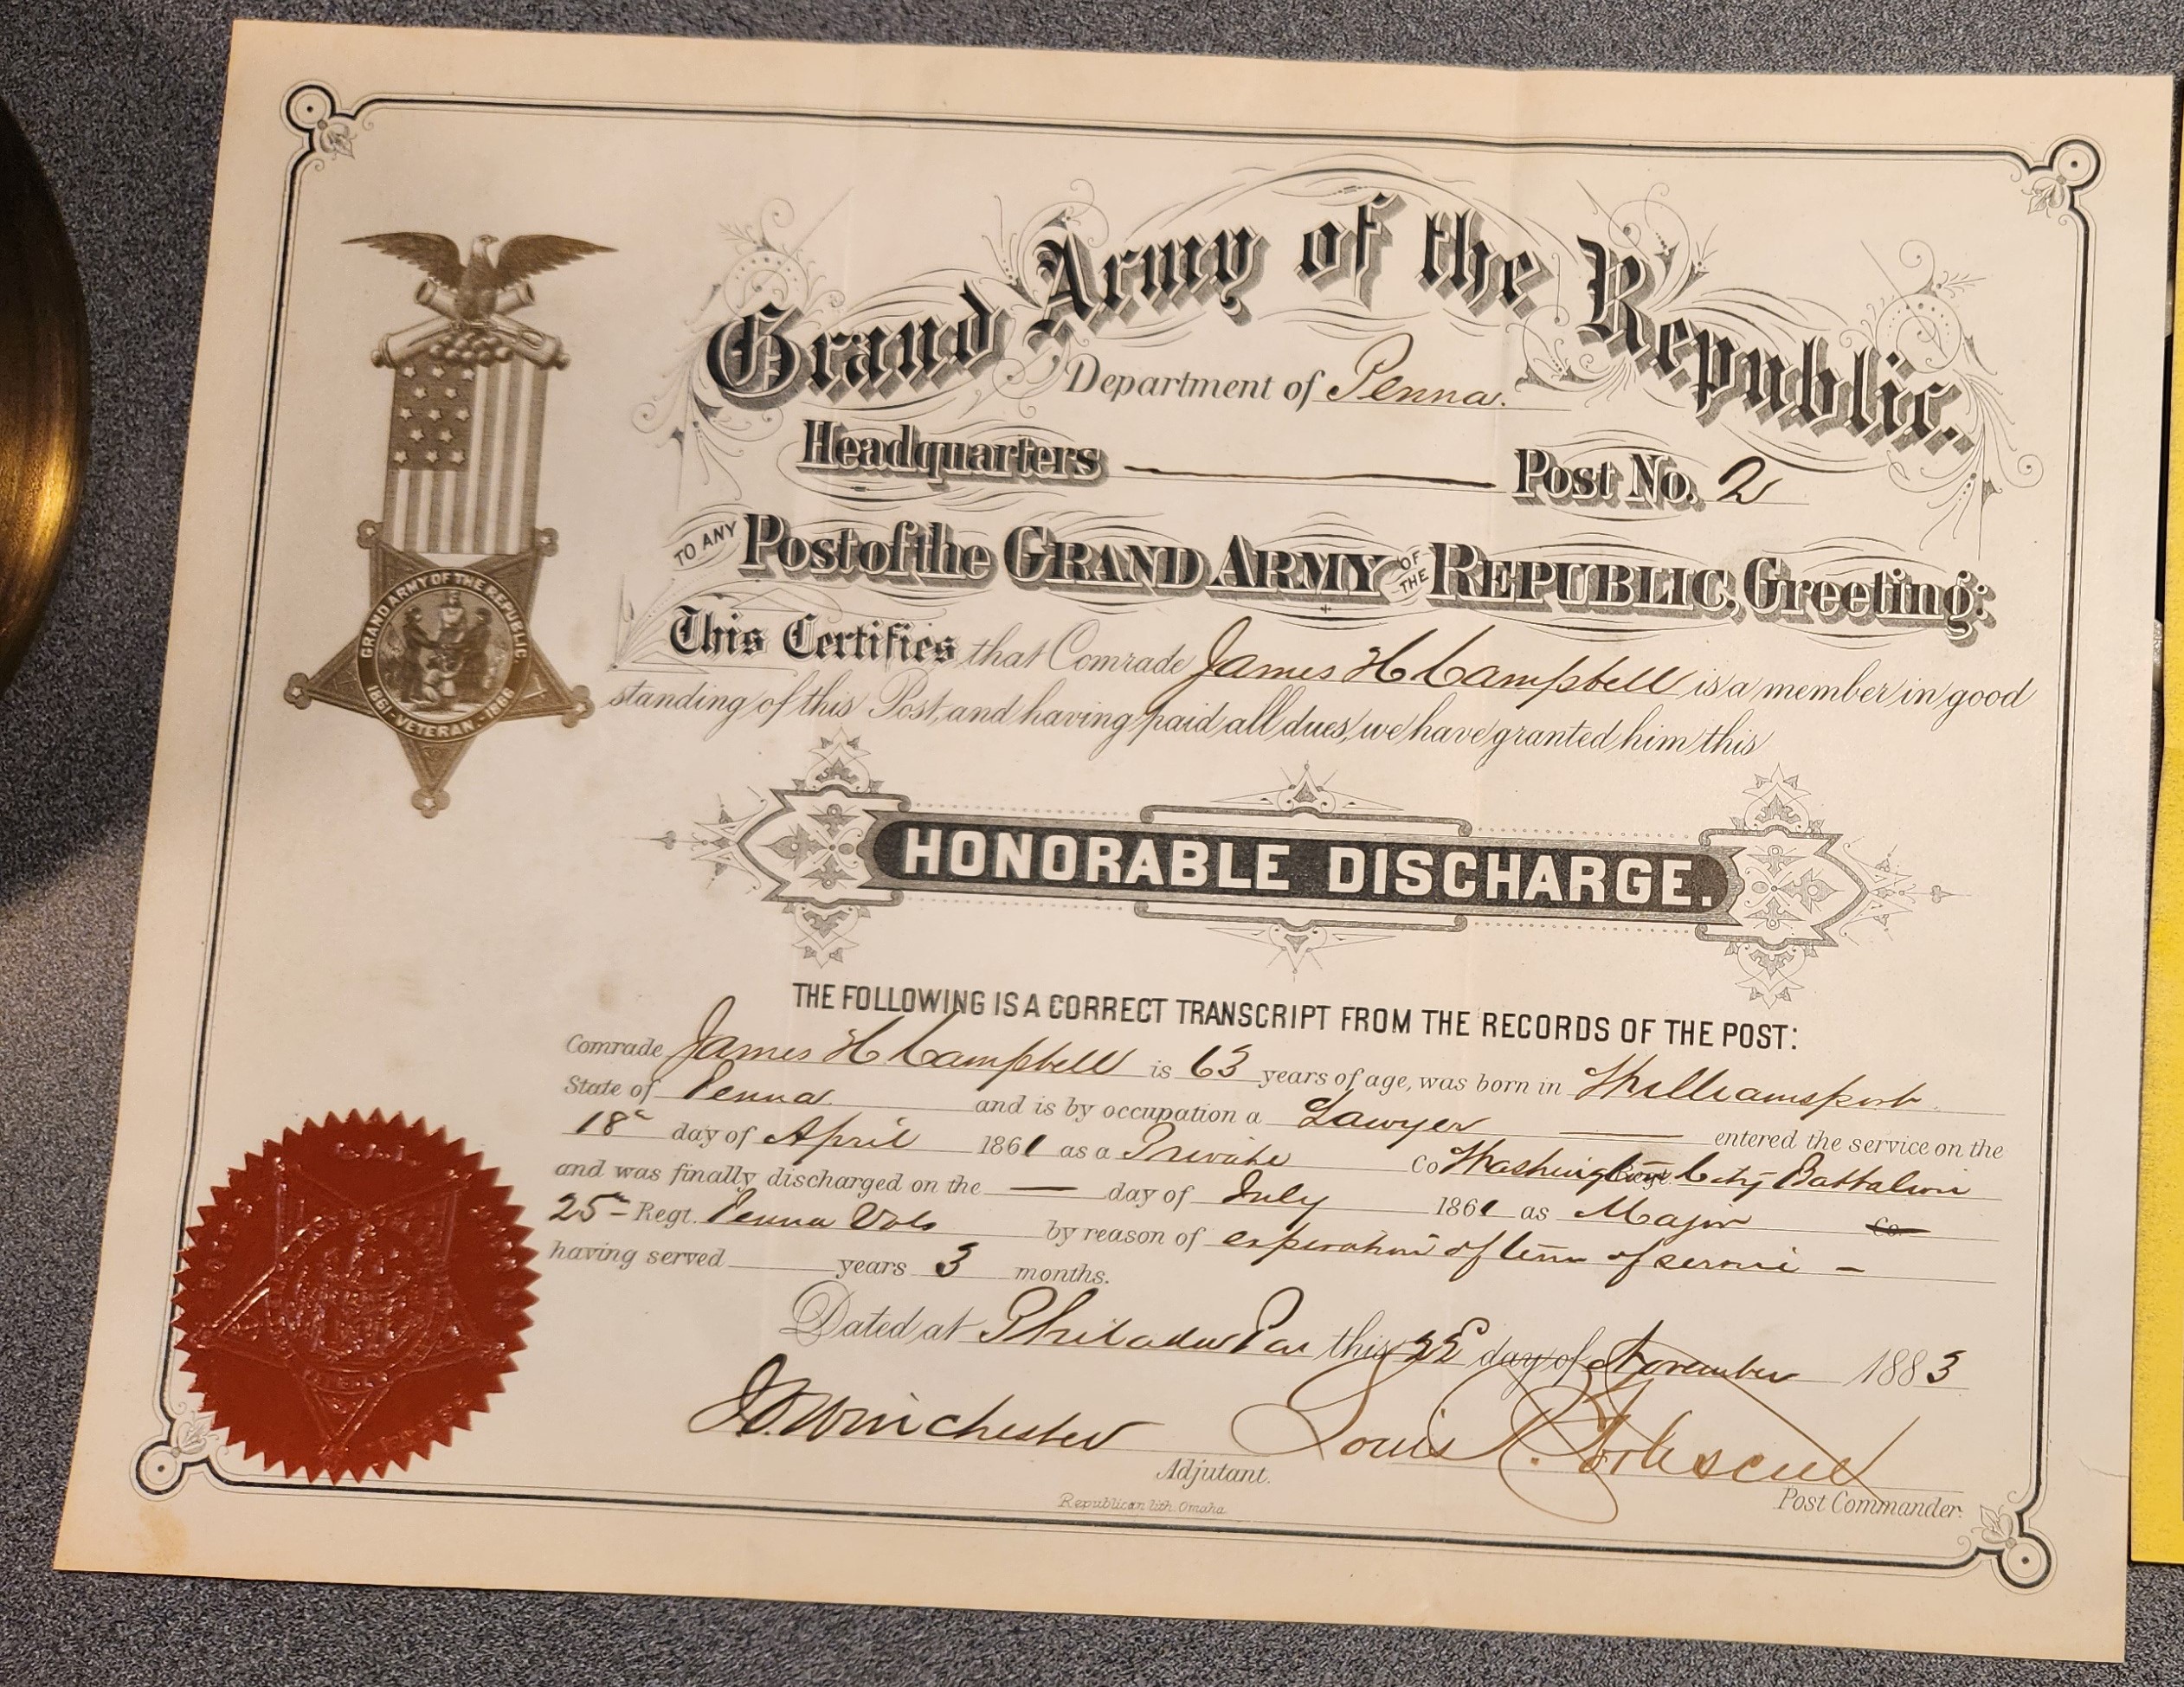 Grand Army of the Republic.
Department of Penna.
Headquarters Post No. 2
TO ANY Post of the GRAND ARMY OF THE REPUBLIC, Greeting:
This Certifies that Comrade James H Campbell is a member in good
standing of this Post, and having paid all dues, we have granted him this
HONORABLE DISCHARGE.
THE FOLLOWING IS A CORRECT TRANSCRIPT FROM THE RECORDS OF THE POST:
Comrade James H. Campbell is 63 years of age, was born in Williamsport
State of Penna and is by occupation a Lawyer entered the service on the
18 day of April 1861 as a Private Co Washington City Battalion
and was finally discharged on the — day of July 1861 as Major Co
25 Regt. Penna Vols by reason of expiration of term of service —
having served years 3 months.
Dated at Philada Pa this 22 day of November 1883
Winchester Louis R. Fortescue
Adjutant. Post Commander.
Republican lith. Omaha
GRAND ARMY OF THE REPUBLIC
1861 - VETERAN - 1866